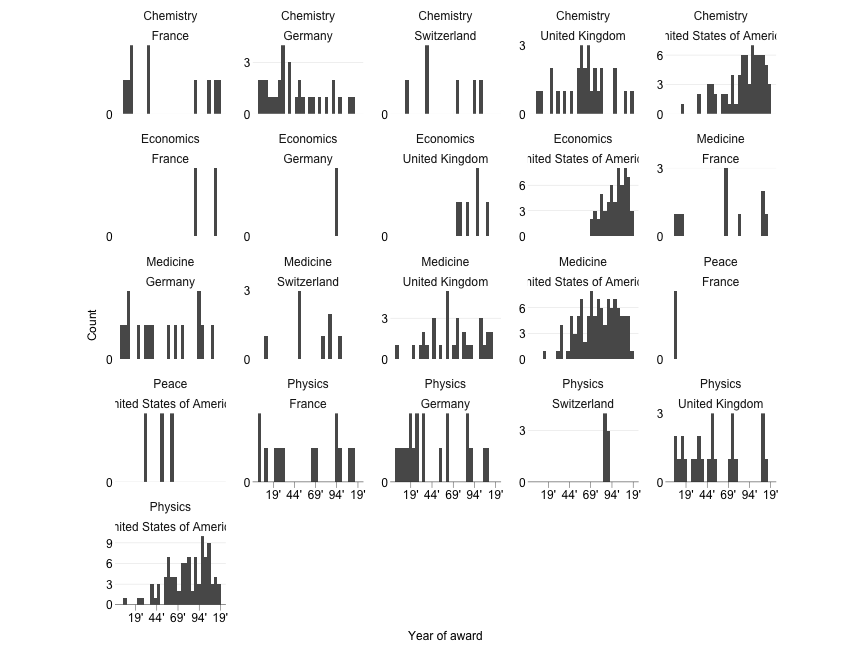 Chemistry Chemistry Chemistry Chemistry Chemistry
France Germany Switzerland United Kingdom nited States of Americ
3
6
3
3
0 0 0 0 0
Economics Economics Economics Economics Medicine
France Germany United Kingdom nited States of Americ France
3
6
3
0 0 0 0 0
Medicine Medicine Medicine Medicine Peace
Germany Switzerland United Kingdom nited States of Americ France
3
6
3
3
0 0 0 0 0
Count
Peace Physics Physics Physics Physics
nited States of Americ France Germany Switzerland United Kingdom
3
3
0 0 0 0 0
19' 44' 69' 94' 19' 19' 44' 69' 94' 19' 19' 44' 69' 94' 19' 19' 44' 69' 94' 19'
Physics
nited States of Americ
9
6
3
0
19' 44' 69' 94' 19'
Year of award